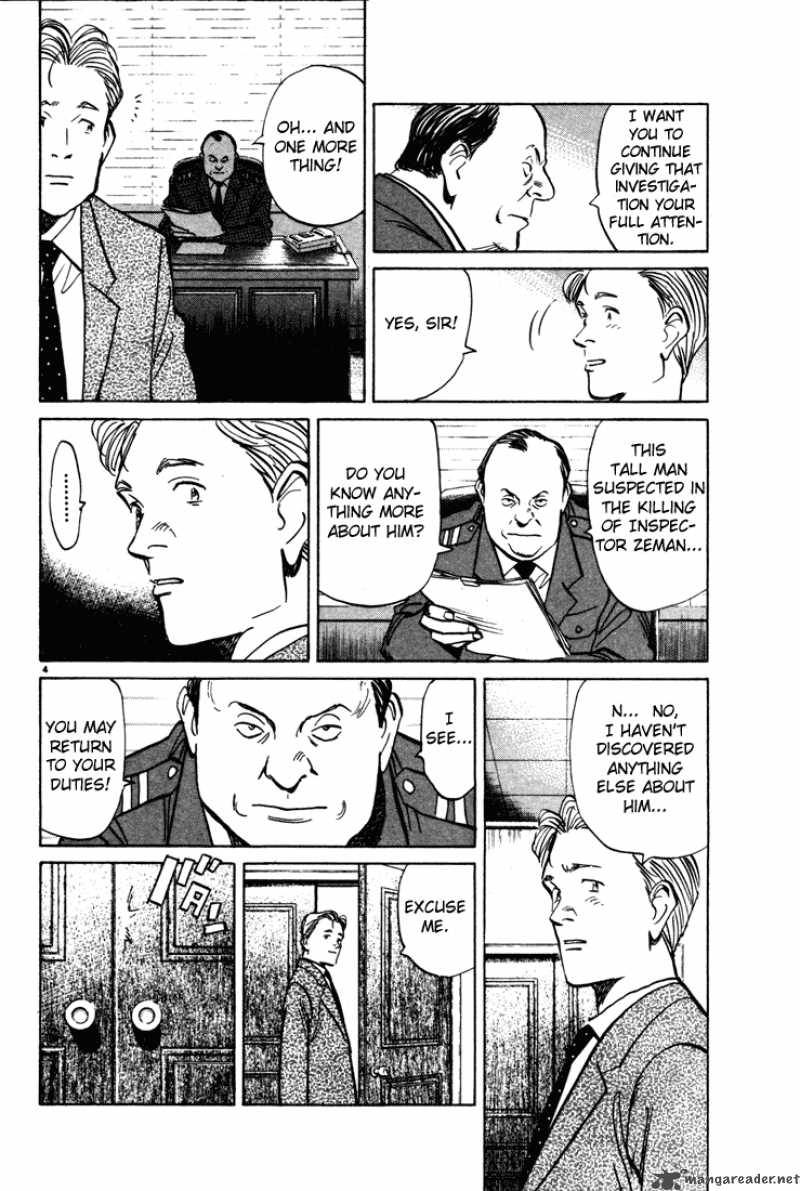 I WANT
YOU TO
CONTINUE
GIVING THAT
INVESTIGA-
TION YOUR
FULL ATTEN-
TION.
YES, SIR!
OH... AND
ONE MORE
THING!
THIS
TALL MAN
SUSPECTED IN
THE KILLING
OF INSPEC-
TOR ZEMAN...
DO YOU
KNOW ANY-
THING MORE
ABOUT HIM?
........
4
N... NO,
I HAVEN'T
DISCOVERED
ANYTHING
ELSE ABOUT
HIM...
I
SEE...
YOU MAY
RETURN
TO YOUR
DUTIES!
EXCUSE
ME.
バタン
mangareader.net